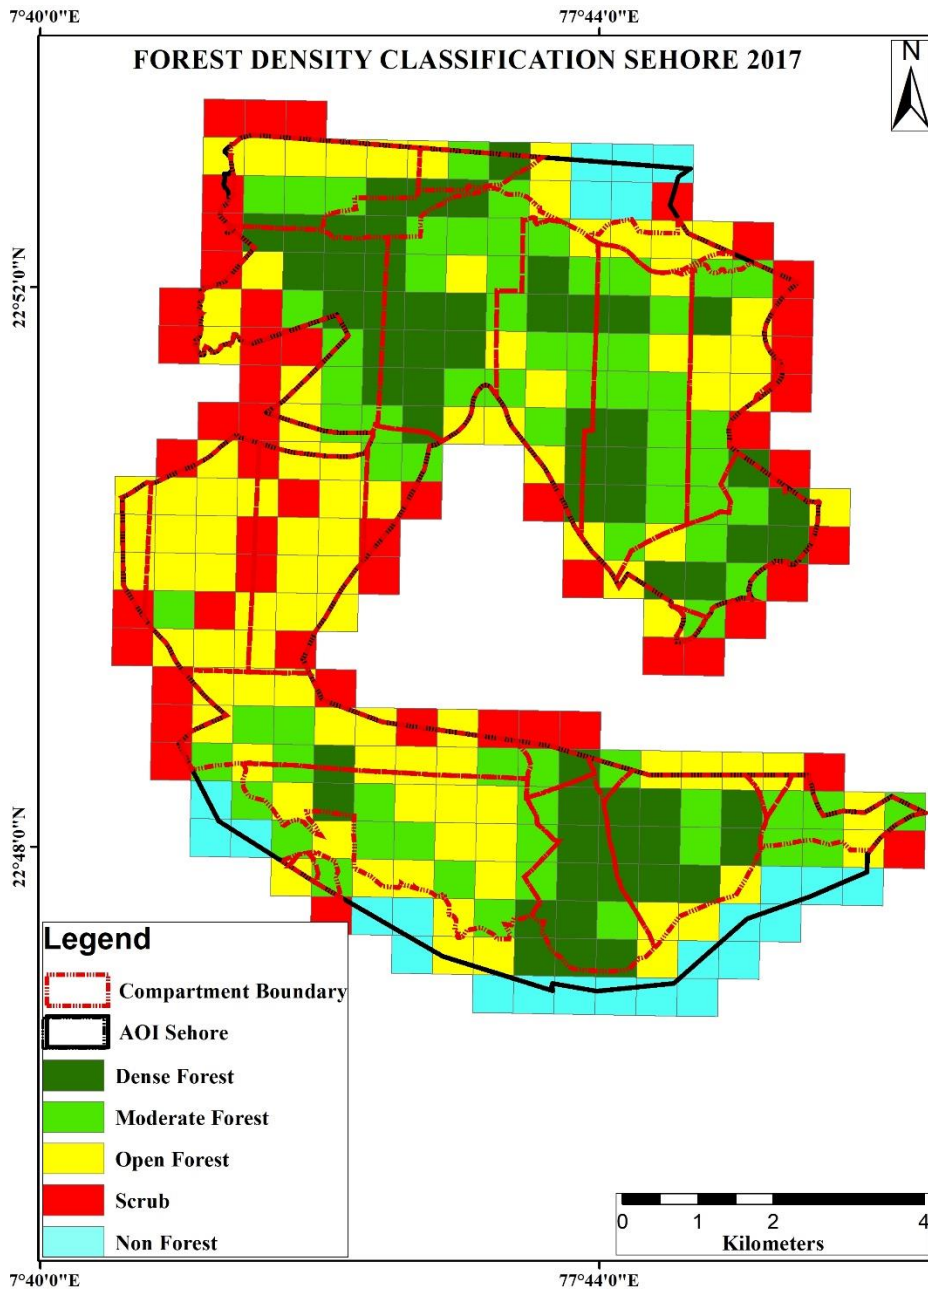 7°40'0"E 77°44'0"E
FOREST DENSITY CLASSIFICATION SEHORE 2017
N
22°52'0"N
22°48'0"N
Legend
Compartment Boundary
AOI Sehore
Dense Forest
Moderate Forest
Open Forest
Scrub
Non Forest
0 1 2 4
Kilometers
7°40'0"E 77°44'0"E